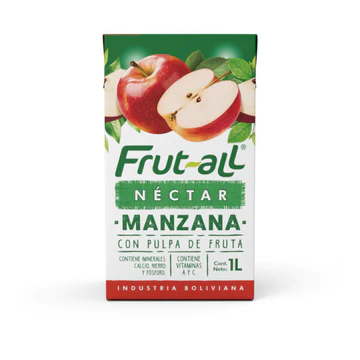 Frut-all®
NÉCTAR
-MANZANA-
CON PULPA DE FRUTA
CONTIENE MINERALES
CALCIO, HIERRO
Y FÓSFORO
CONTIENE
VITAMINAS
A Y C
Cont.
Neto: 1L
INDUSTRIA BOLIVIANA